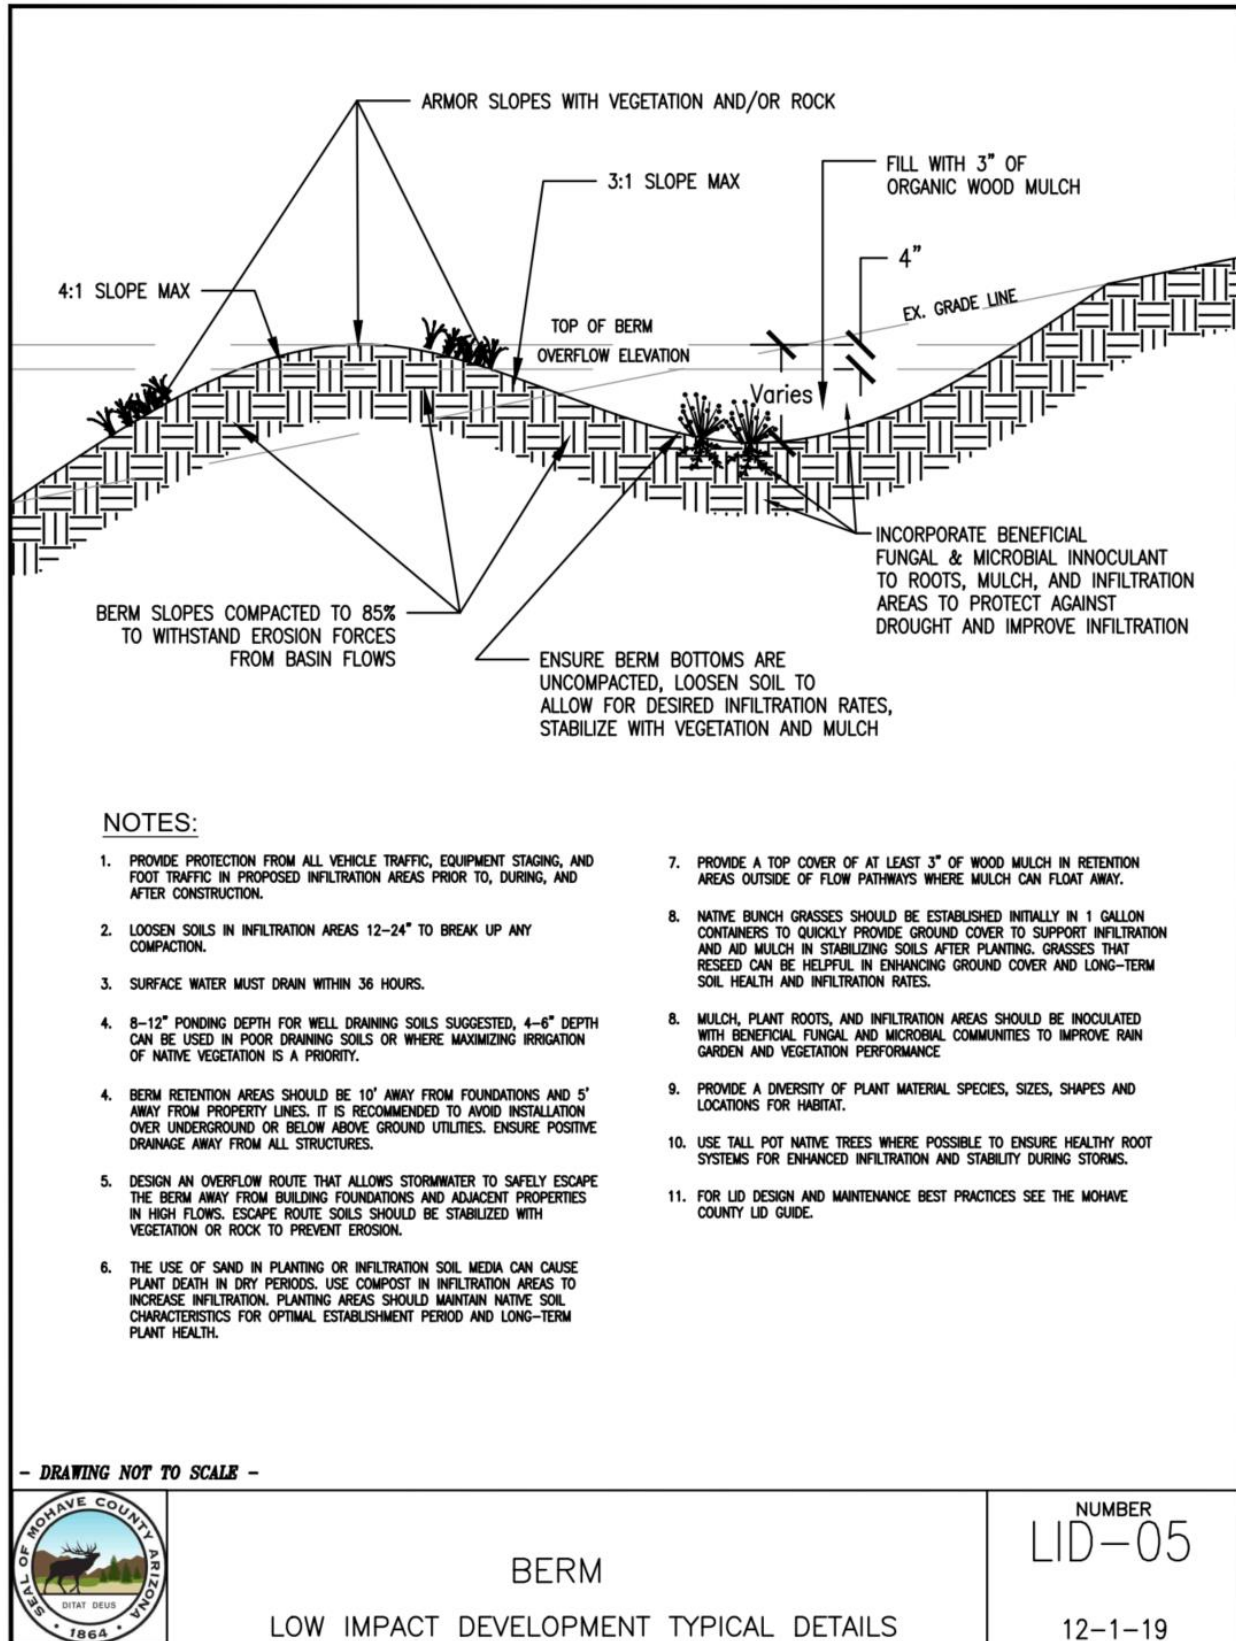 ARMOR SLOPES WITH VEGETATION AND/OR ROCK
FILL WITH 3" OF
ORGANIC WOOD MULCH
3:1 SLOPE MAX
4"
4:1 SLOPE MAX
EX. GRADE LINE
TOP OF BERM
OVERFLOW ELEVATION
Varies
INCORPORATE BENEFICIAL
FUNGAL & MICROBIAL INNOCULANT
TO ROOTS, MULCH, AND INFILTRATION
AREAS TO PROTECT AGAINST
DROUGHT AND IMPROVE INFILTRATION
BERM SLOPES COMPACTED TO 85%
TO WITHSTAND EROSION FORCES
FROM BASIN FLOWS
ENSURE BERM BOTTOMS ARE
UNCOMPACTED, LOOSEN SOIL TO
ALLOW FOR DESIRED INFILTRATION RATES,
STABILIZE WITH VEGETATION AND MULCH
NOTES:
1. PROVIDE PROTECTION FROM ALL VEHICLE TRAFFIC, EQUIPMENT STAGING, AND
FOOT TRAFFIC IN PROPOSED INFILTRATION AREAS PRIOR TO, DURING, AND
AFTER CONSTRUCTION.
2. LOOSEN SOILS IN INFILTRATION AREAS 12-24" TO BREAK UP ANY
COMPACTION.
3. SURFACE WATER MUST DRAIN WITHIN 36 HOURS.
4. 8-12" PONDING DEPTH FOR WELL DRAINING SOILS SUGGESTED, 4-6" DEPTH
CAN BE USED IN POOR DRAINING SOILS OR WHERE MAXIMIZING IRRIGATION
OF NATIVE VEGETATION IS A PRIORITY.
4. BERM RETENTION AREAS SHOULD BE 10' AWAY FROM FOUNDATIONS AND 5'
AWAY FROM PROPERTY LINES. IT IS RECOMMENDED TO AVOID INSTALLATION
OVER UNDERGROUND OR BELOW ABOVE GROUND UTILITIES. ENSURE POSITIVE
DRAINAGE AWAY FROM ALL STRUCTURES.
5. DESIGN AN OVERFLOW ROUTE THAT ALLOWS STORMWATER TO SAFELY ESCAPE
THE BERM AWAY FROM BUILDING FOUNDATIONS AND ADJACENT PROPERTIES
IN HIGH FLOWS. ESCAPE ROUTE SOILS SHOULD BE STABILIZED WITH
VEGETATION OR ROCK TO PREVENT EROSION.
6. THE USE OF SAND IN PLANTING OR INFILTRATION SOIL MEDIA CAN CAUSE
PLANT DEATH IN DRY PERIODS. USE COMPOST IN INFILTRATION AREAS TO
INCREASE INFILTRATION. PLANTING AREAS SHOULD MAINTAIN NATIVE SOIL
CHARACTERISTICS FOR OPTIMAL ESTABLISHMENT PERIOD AND LONG-TERM
PLANT HEALTH.
7. PROVIDE A TOP COVER OF AT LEAST 3" OF WOOD MULCH IN RETENTION
AREAS OUTSIDE OF FLOW PATHWAYS WHERE MULCH CAN FLOAT AWAY.
8. NATIVE BUNCH GRASSES SHOULD BE ESTABLISHED INITIALLY IN 1 GALLON
CONTAINERS TO QUICKLY PROVIDE GROUND COVER TO SUPPORT INFILTRATION
AND AID MULCH IN STABILIZING SOILS AFTER PLANTING. GRASSES THAT
RESEED CAN BE HELPFUL IN ENHANCING GROUND COVER AND LONG-TERM
SOIL HEALTH AND INFILTRATION RATES.
8. MULCH, PLANT ROOTS, AND INFILTRATION AREAS SHOULD BE INOCULATED
WITH BENEFICIAL FUNGAL AND MICROBIAL COMMUNITIES TO IMPROVE RAIN
GARDEN AND VEGETATION PERFORMANCE
9. PROVIDE A DIVERSITY OF PLANT MATERIAL SPECIES, SIZES, SHAPES AND
LOCATIONS FOR HABITAT.
10. USE TALL POT NATIVE TREES WHERE POSSIBLE TO ENSURE HEALTHY ROOT
SYSTEMS FOR ENHANCED INFILTRATION AND STABILITY DURING STORMS.
11. FOR LID DESIGN AND MAINTENANCE BEST PRACTICES SEE THE MOHAVE
COUNTY LID GUIDE.
- DRAWING NOT TO SCALE -
SEAL OF MOHAVE COUNTY ARIZONA
DITAT DEUS
1864
BERM
LOW IMPACT DEVELOPMENT TYPICAL DETAILS
NUMBER
LID-05
12-1-19